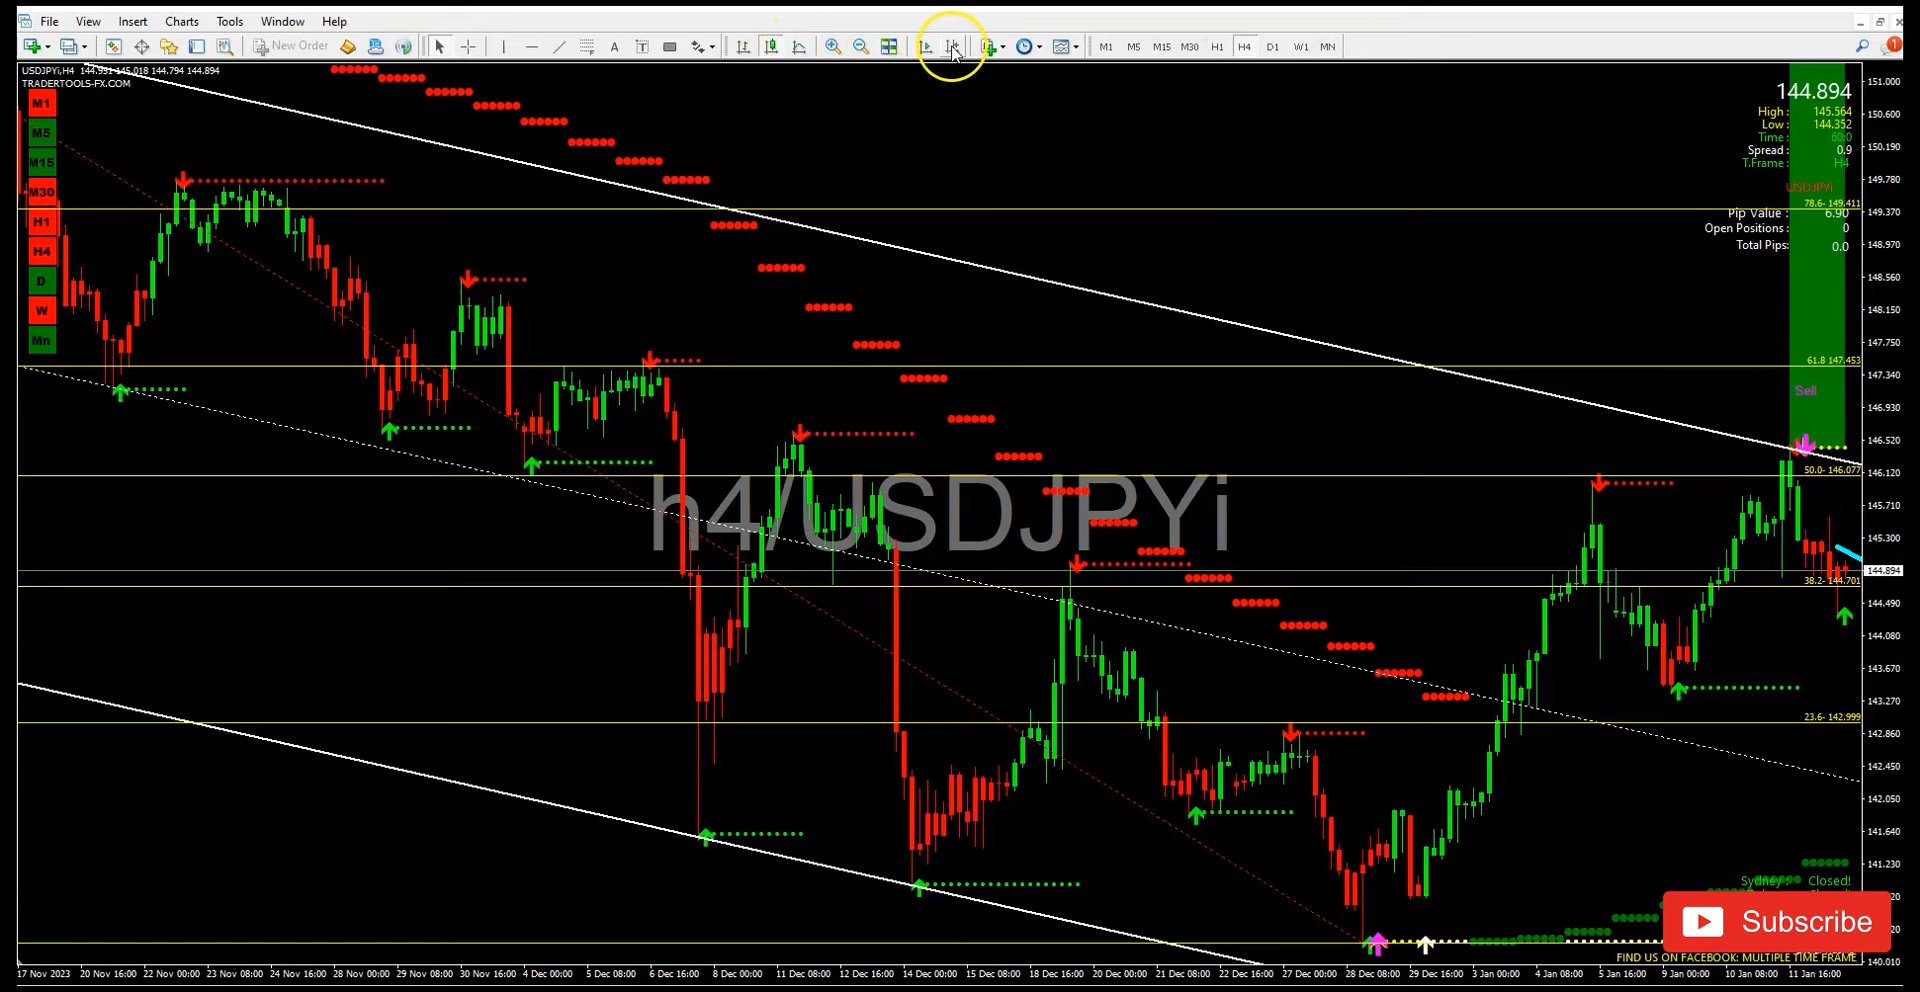 File View Insert Charts Tools Window Help
New Order A T M1 M5 M15 M30 H1 H4 D1 W1 MN 1
USDJPYi,H4 144.931 145.018 144.794 144.894
TRADERTOOLS-FX.COM
M1
M5
M15
M30
H1
H4
D
W
Mn
144.894
High : 145.564
Low : 144.352
Time : 60:0
Spread : 0.9
T.Frame : H4
USDJPYi
78.6- 149.411
Pip Value : 6.90
Open Positions : 0
Total Pips: 0.0
61.8 147.453
Sell
50.0- 146.077
38.2- 144.701
23.6- 142.999
h4/USDJPYi
151.000
150.600
150.190
149.780
149.370
148.970
148.560
148.150
147.750
147.340
146.930
146.520
146.120
145.710
145.300
144.894
144.490
144.080
143.670
143.270
142.860
142.450
142.050
141.640
141.230
140.010
Sydney : Closed!
Subscribe
FIND US ON FACEBOOK: MULTIPLE TIME FRAME
17 Nov 2023 20 Nov 16:00 22 Nov 00:00 23 Nov 08:00 24 Nov 16:00 28 Nov 00:00 29 Nov 08:00 30 Nov 16:00 4 Dec 00:00 5 Dec 08:00 6 Dec 16:00 8 Dec 00:00 11 Dec 08:00 12 Dec 16:00 14 Dec 00:00 15 Dec 08:00 18 Dec 16:00 20 Dec 00:00 21 Dec 08:00 22 Dec 16:00 27 Dec 00:00 28 Dec 08:00 29 Dec 16:00 3 Jan 00:00 4 Jan 08:00 5 Jan 16:00 9 Jan 00:00 10 Jan 08:00 11 Jan 16:00